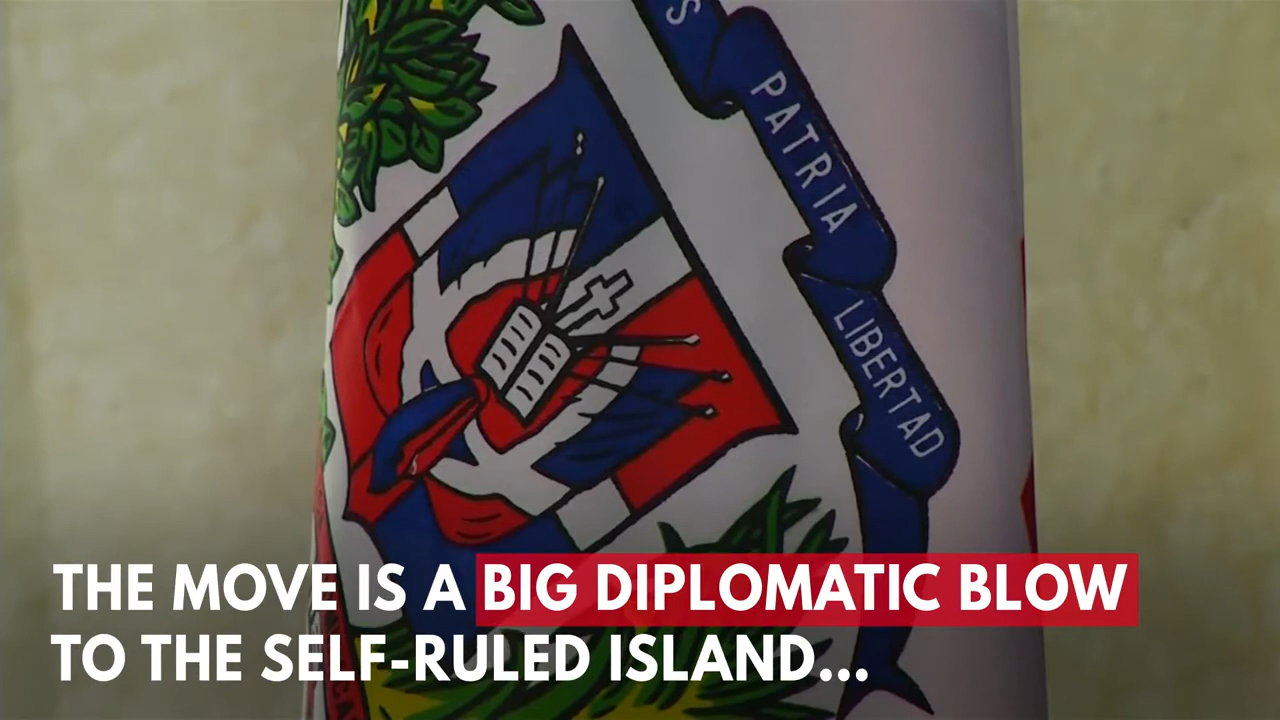 PATRIA
LIBERTAD
THE MOVE IS A BIG DIPLOMATIC BLOW
TO THE SELF-RULED ISLAND...